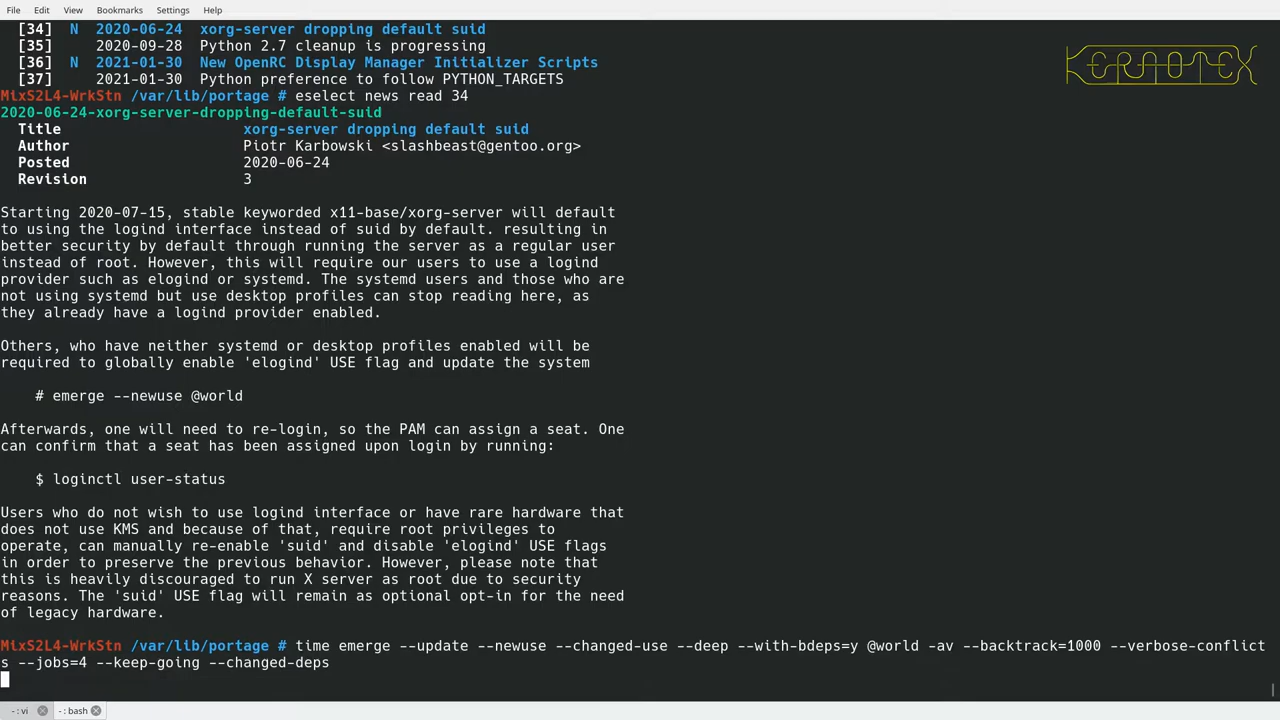 File Edit View Bookmarks Settings Help
[34] N 2020-06-24 xorg-server dropping default suid
[35] 2020-09-28 Python 2.7 cleanup is progressing
[36] N 2021-01-30 New OpenRC Display Manager Initializer Scripts
[37] 2021-01-30 Python preference to follow PYTHON_TARGETS
MixS2L4-WrkStn /var/lib/portage # eselect news read 34
2020-06-24-xorg-server-dropping-default-suid
Title xorg-server dropping default suid
Author Piotr Karbowski <slashbeast@gentoo.org>
Posted 2020-06-24
Revision 3
Starting 2020-07-15, stable keyworded x11-base/xorg-server will default
to using the logind interface instead of suid by default. resulting in
better security by default through running the server as a regular user
instead of root. However, this will require our users to use a logind
provider such as elogind or systemd. The systemd users and those who are
not using systemd but use desktop profiles can stop reading here, as
they already have a logind provider enabled.
Others, who have neither systemd or desktop profiles enabled will be
required to globally enable 'elogind' USE flag and update the system
# emerge --newuse @world
Afterwards, one will need to re-login, so the PAM can assign a seat. One
can confirm that a seat has been assigned upon login by running:
$ loginctl user-status
Users who do not wish to use logind interface or have rare hardware that
does not use KMS and because of that, require root privileges to
operate, can manually re-enable 'suid' and disable 'elogind' USE flags
in order to preserve the previous behavior. However, please note that
this is heavily discouraged to run X server as root due to security
reasons. The 'suid' USE flag will remain as optional opt-in for the need
of legacy hardware.
MixS2L4-WrkStn /var/lib/portage # time emerge --update --newuse --changed-use --deep --with-bdeps=y @world -av --backtrack=1000 --verbose-conflict
s --jobs=4 --keep-going --changed-deps
- : vi - : bash